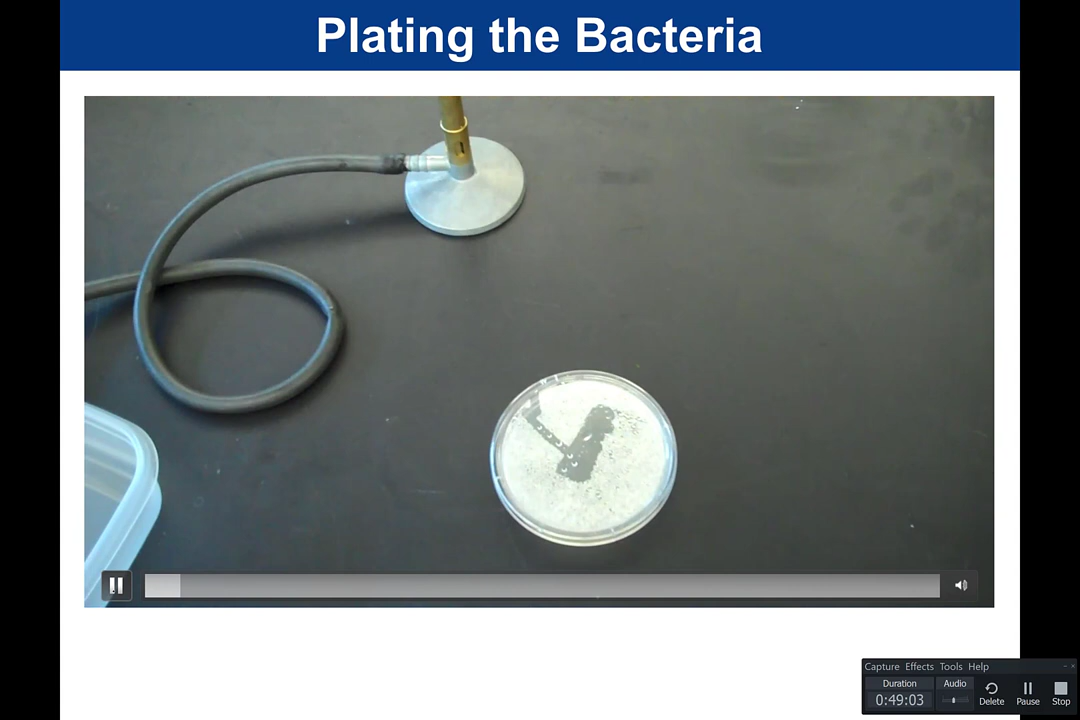 Plating the Bacteria
Capture Effects Tools Help
Duration
Audio
0:49:03
Delete
Pause
Stop